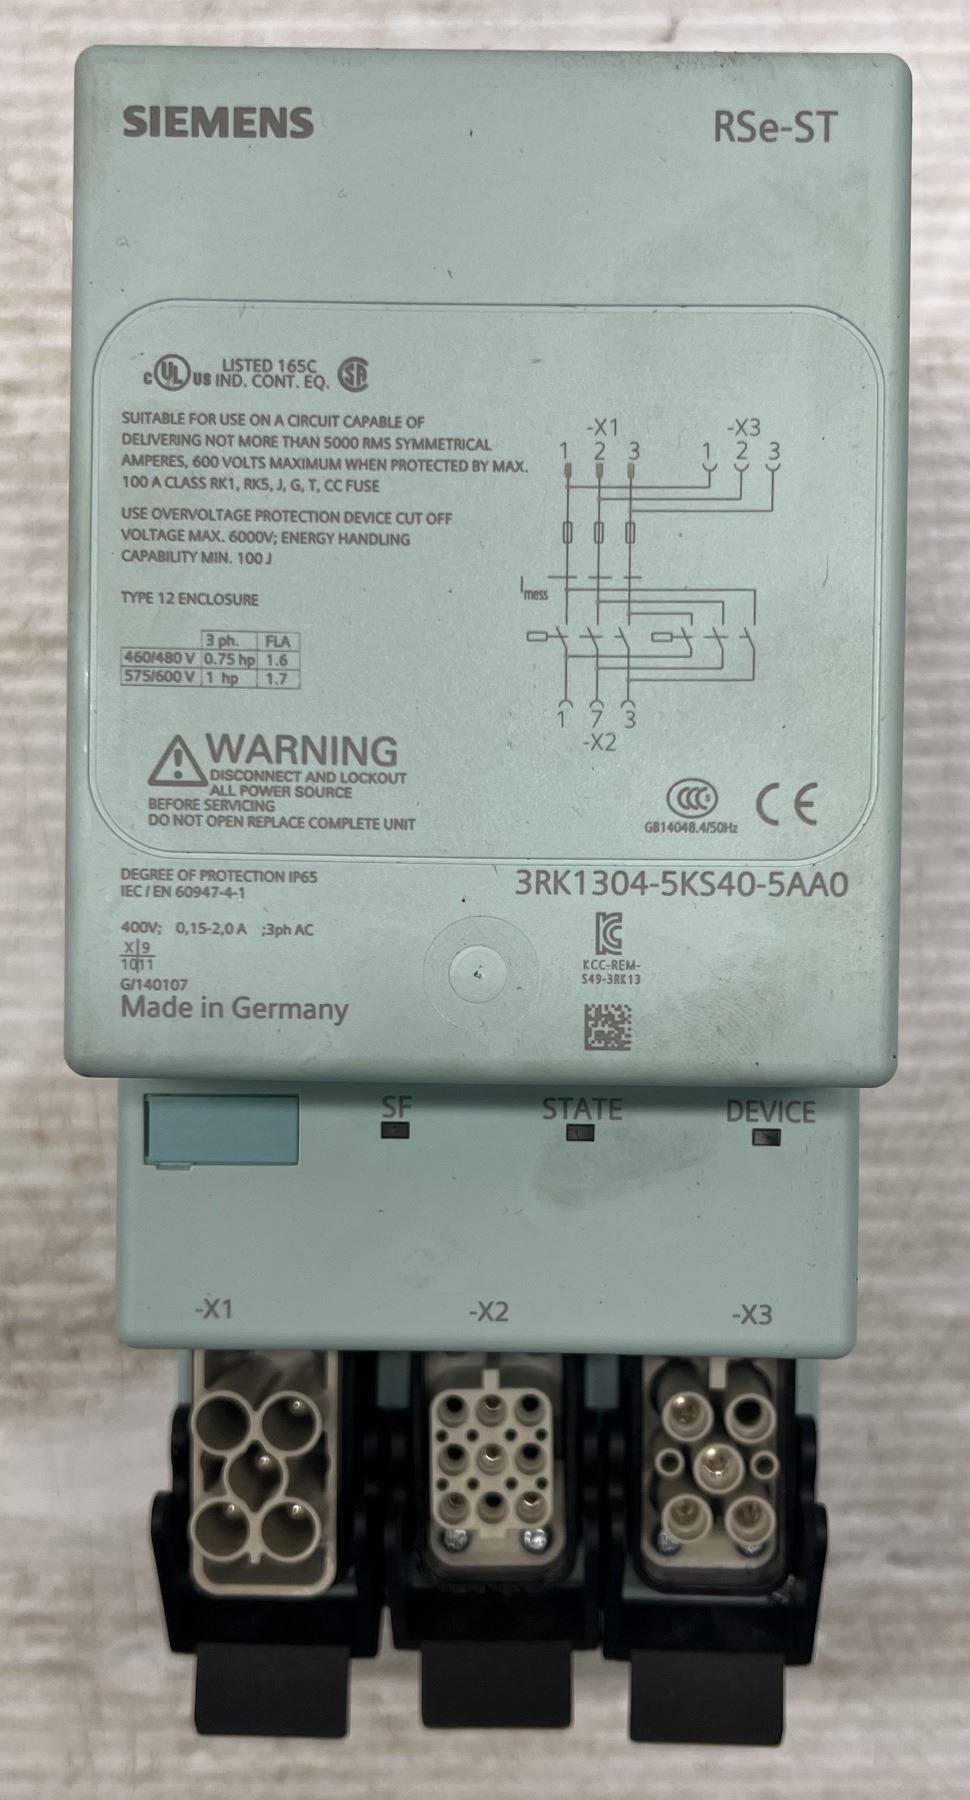 SIEMENS
RSe-ST
c UL US LISTED 165C
IND. CONT. EQ.
SUITABLE FOR USE ON A CIRCUIT CAPABLE OF
DELIVERING NOT MORE THAN 5000 RMS SYMMETRICAL
AMPERES, 600 VOLTS MAXIMUM WHEN PROTECTED BY MAX.
100 A CLASS RK1, RK5, J, G, T, CC FUSE
USE OVERVOLTAGE PROTECTION DEVICE CUT OFF
VOLTAGE MAX. 6000V; ENERGY HANDLING
CAPABILITY MIN. 100 J
TYPE 12 ENCLOSURE
3 ph. FLA
460/480 V 0.75 hp 1.6
575/600 V 1 hp 1.7
-X1 -X3
1 2 3 1 2 3
Imess
1 7 3
-X2
WARNING
DISCONNECT AND LOCKOUT
ALL POWER SOURCE
BEFORE SERVICING
DO NOT OPEN REPLACE COMPLETE UNIT
CCC CE
GB14048.4/50Hz
DEGREE OF PROTECTION IP65
IEC / EN 60947-4-1
3RK1304-5KS40-5AA0
400V; 0,15-2,0 A ;3ph AC
X 9
10 11
G/140107
Made in Germany
KCC-REM-
S49-3RK13
SF STATE DEVICE
-X1 -X2 -X3